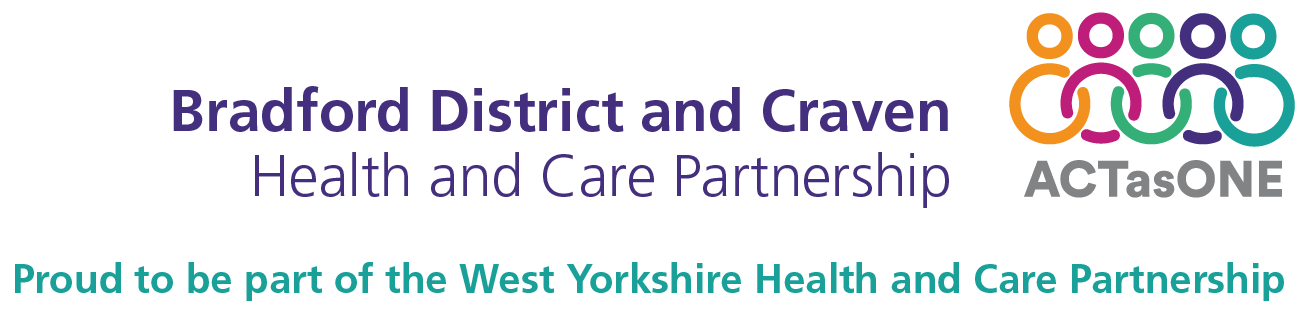 Bradford District and Craven
Health and Care Partnership
ACTasONE
Proud to be part of the West Yorkshire Health and Care Partnership